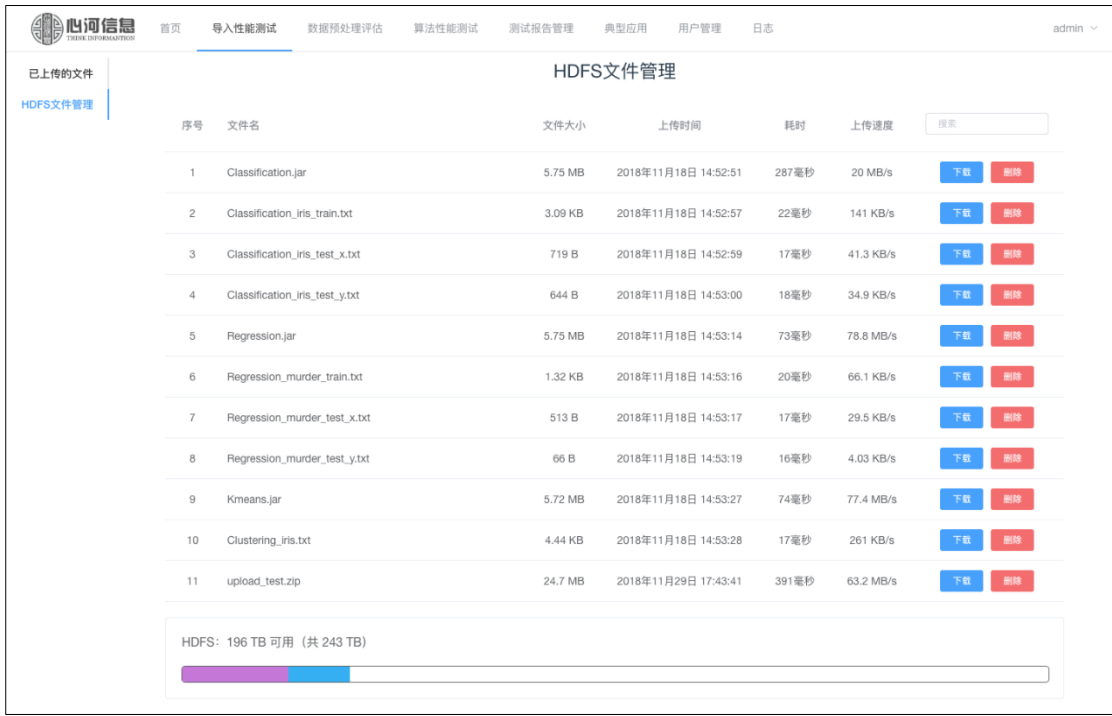 心河信息
THINK INFORMANTION
首页 导入性能测试 数据预处理评估 算法性能测试 测试报告管理 典型应用 用户管理 日志 admin
已上传的文件
HDFS文件管理
HDFS文件管理
序号 文件名 文件大小 上传时间 耗时 上传速度 搜索
1 Classification.jar 5.75 MB 2018年11月18日 14:52:51 287毫秒 20 MB/s 下载 删除
2 Classification_iris_train.txt 3.09 KB 2018年11月18日 14:52:57 22毫秒 141 KB/s 下载 删除
3 Classification_iris_test_x.txt 719 B 2018年11月18日 14:52:59 17毫秒 41.3 KB/s 下载 删除
4 Classification_iris_test_y.txt 644 B 2018年11月18日 14:53:00 18毫秒 34.9 KB/s 下载 删除
5 Regression.jar 5.75 MB 2018年11月18日 14:53:14 73毫秒 78.8 MB/s 下载 删除
6 Regression_murder_train.txt 1.32 KB 2018年11月18日 14:53:16 20毫秒 66.1 KB/s 下载 删除
7 Regression_murder_test_x.txt 513 B 2018年11月18日 14:53:17 17毫秒 29.5 KB/s 下载 删除
8 Regression_murder_test_y.txt 66 B 2018年11月18日 14:53:19 16毫秒 4.03 KB/s 下载 删除
9 Kmeans.jar 5.72 MB 2018年11月18日 14:53:27 74毫秒 77.4 MB/s 下载 删除
10 Clustering_iris.txt 4.44 KB 2018年11月18日 14:53:28 17毫秒 261 KB/s 下载 删除
11 upload_test.zip 24.7 MB 2018年11月29日 17:43:41 391毫秒 63.2 MB/s 下载 删除
HDFS：196 TB 可用（共 243 TB）